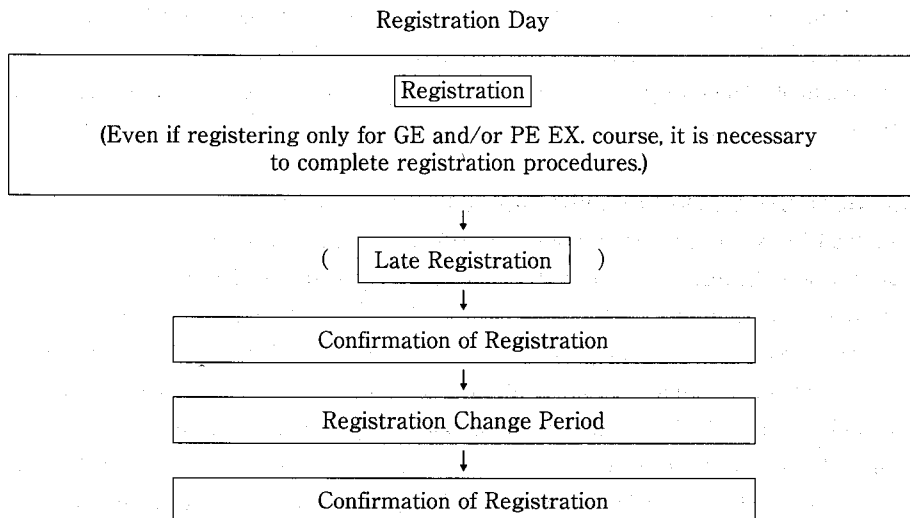 Registration Day
Registration
(Even if registering only for GE and/or PE EX. course, it is necessary
to complete registration procedures.)
( Late Registration )
Confirmation of Registration
Registration Change Period
Confirmation of Registration